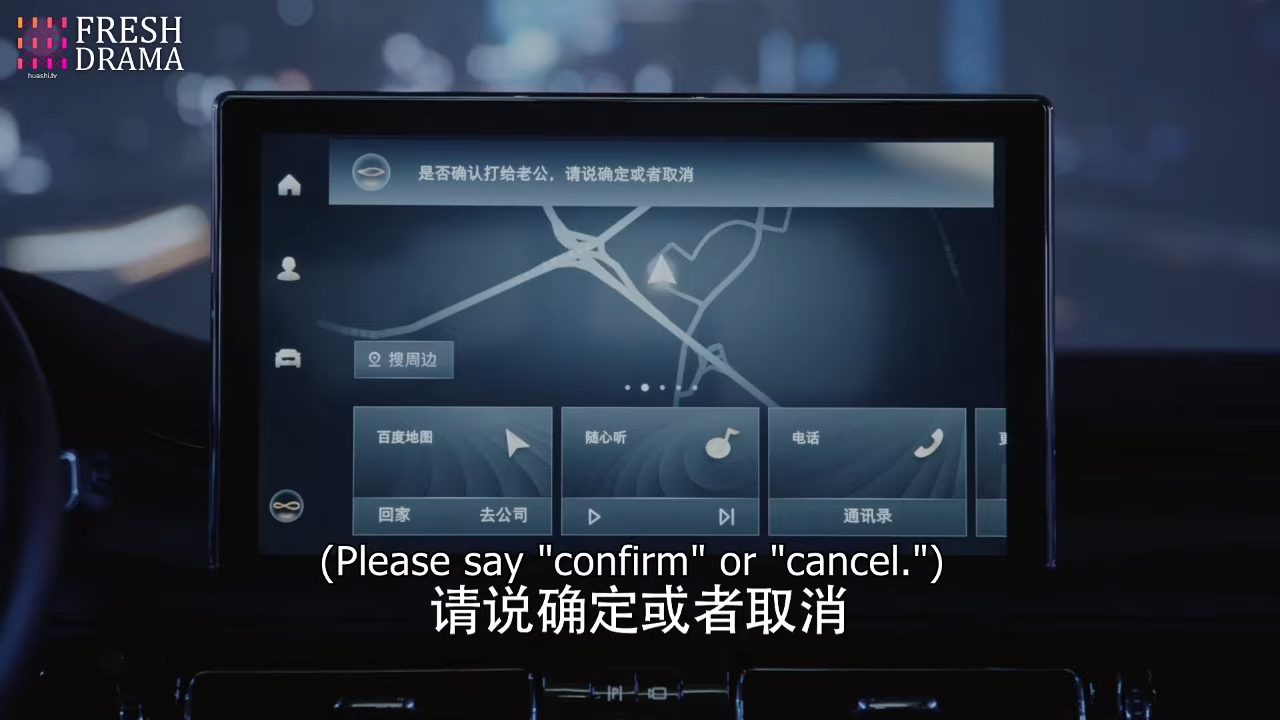 FRESH
DRAMA
huashi.tv
是否确认打给老公，请说确定或者取消
搜周边
百度地图
随心听
电话
回家
去公司
通讯录
(Please say "confirm" or "cancel.")
请说确定或者取消
P